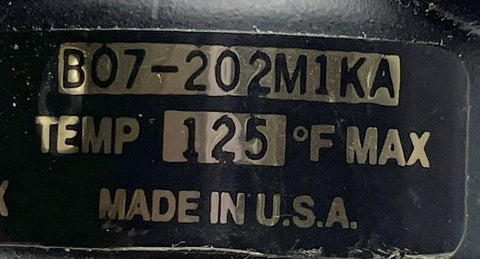 B07-202M1KA
TEMP 125 °F MAX
MADE IN U.S.A.